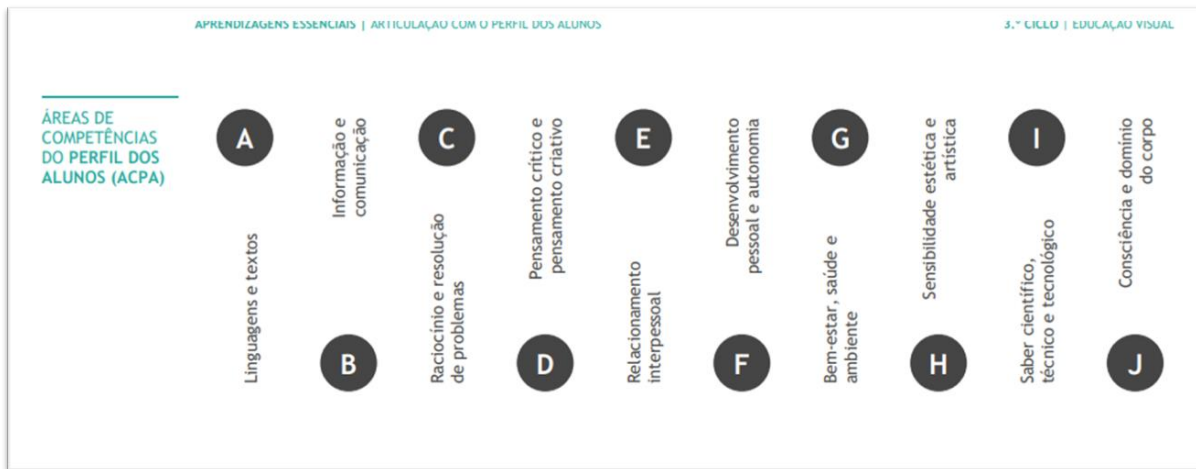 APRENDIZAGENS ESSENCIAIS | ARTICULAÇÃO COM O PERFIL DOS ALUNOS
3.º CICLO | EDUCAÇÃO VISUAL
ÁREAS DE
COMPETÊNCIAS
DO PERFIL DOS
ALUNOS (ACPA)
A
Linguagens e textos
Informação e
comunicação
B
C
Raciocínio e resolução
de problemas
Pensamento crítico e
pensamento criativo
D
E
Relacionamento
interpessoal
Desenvolvimento
pessoal e autonomia
F
G
Bem-estar, saúde e
ambiente
Sensibilidade estética e
artística
H
I
Saber científico,
técnico e tecnológico
Consciência e domínio
do corpo
J